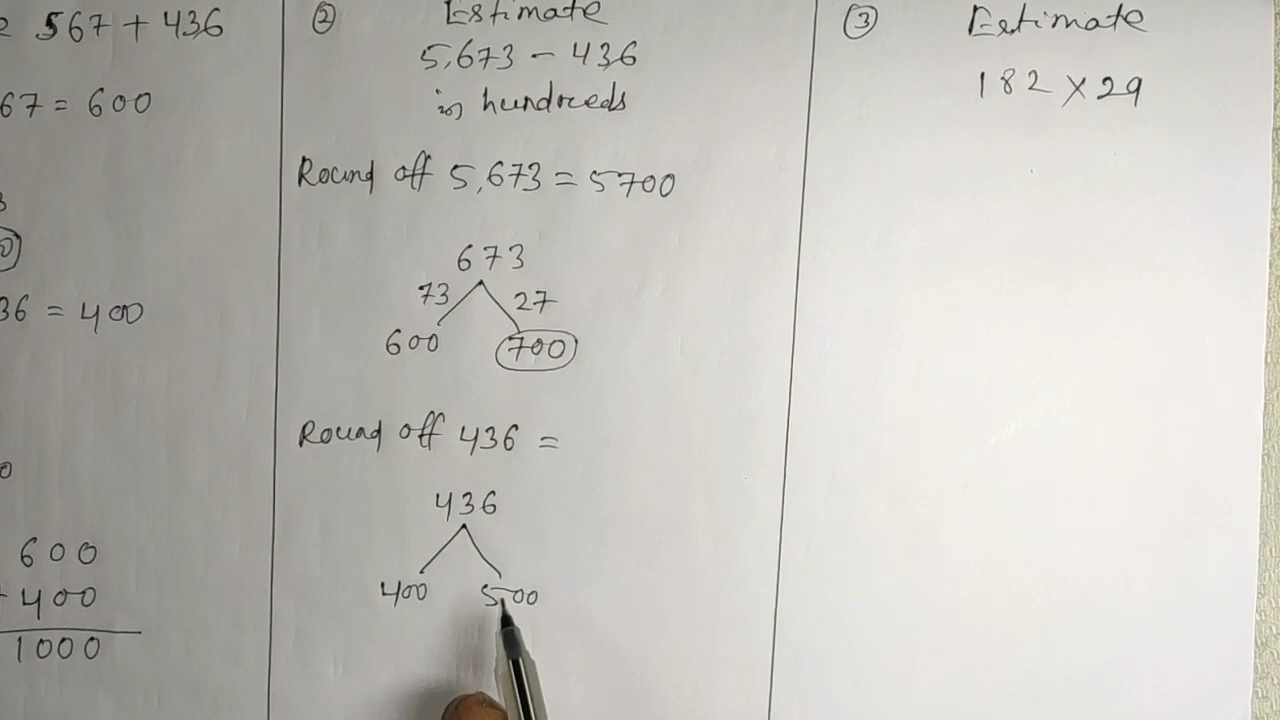 567 + 436
67 = 600
36 = 400
600
400
1000
②
Estimate
5,673 - 436
in hundreds
Round off 5,673 = 5700
673
73 27
600 700
Round off 436 =
436
400 500
③
Estimate
182 × 29